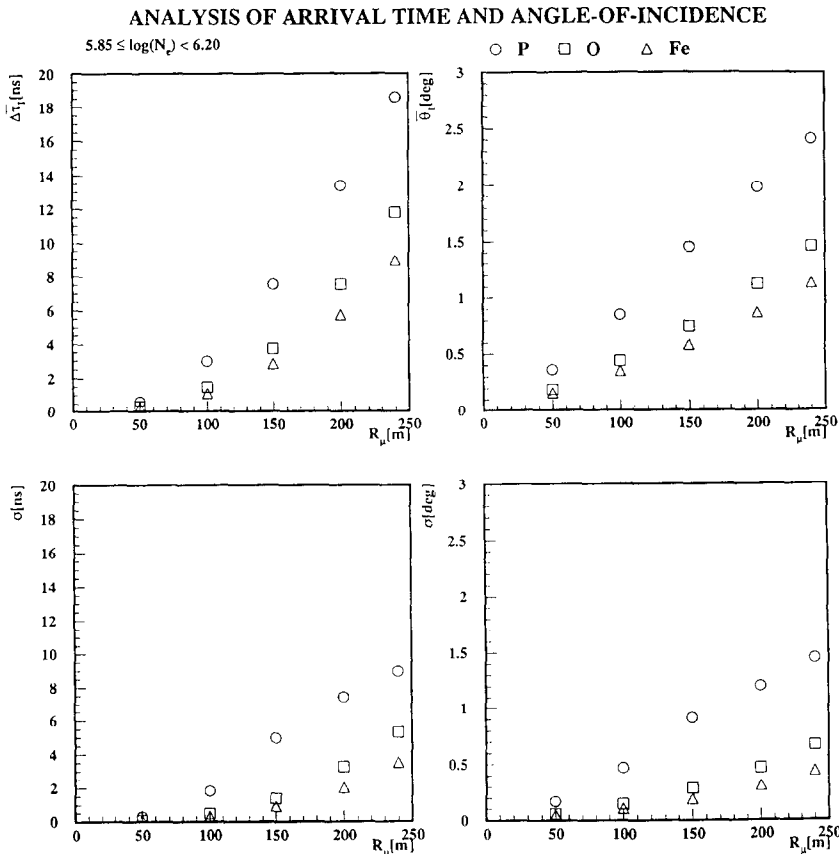 ANALYSIS OF ARRIVAL TIME AND ANGLE-OF-INCIDENCE
5.85 ≤ log(Nₑ) < 6.20
○ P □ O △ Fe
Δτ̄₁[ns]
20
18
16
14
12
10
8
6
4
2
0
0 50 100 150 200 250
R_μ[m]
θ̄₁[deg]
3
2.5
2
1.5
1
0.5
0
0 50 100 150 200 250
R_μ[m]
σ[ns]
20
18
16
14
12
10
8
6
4
2
0
0 50 100 150 200 250
R_μ[m]
σ[deg]
3
2.5
2
1.5
1
0.5
0
0 50 100 150 200 250
R_μ[m]